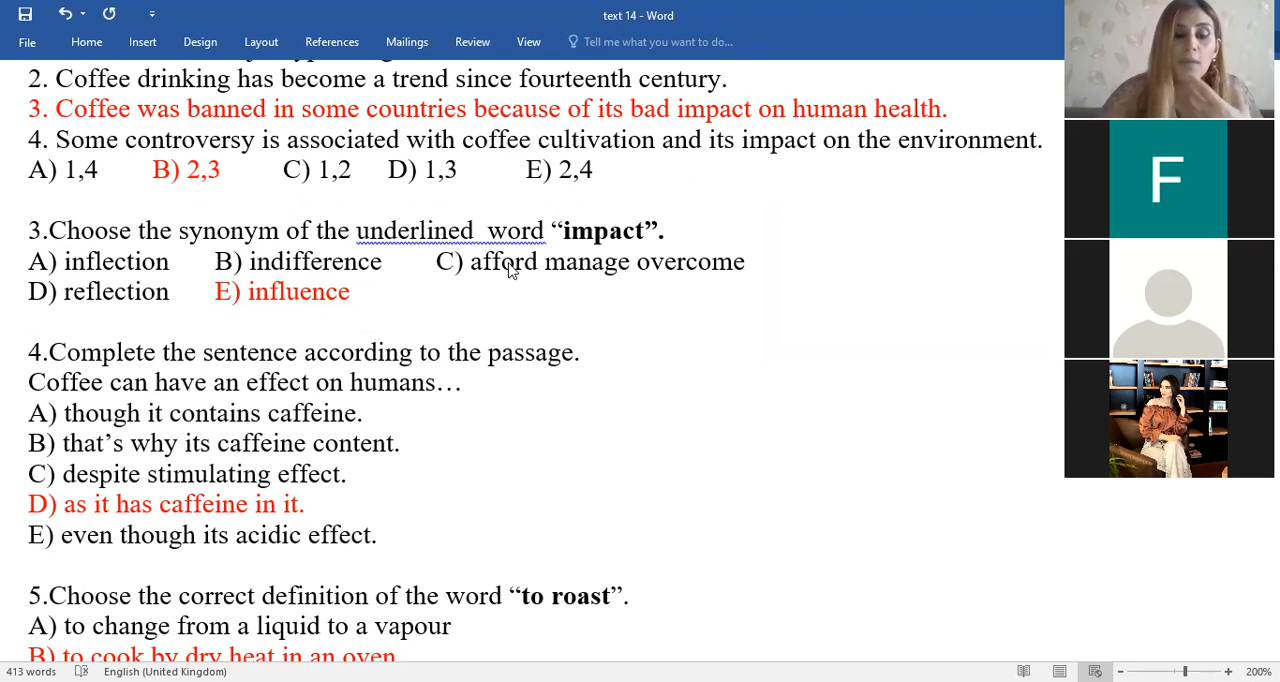 text 14 - Word
File Home Insert Design Layout References Mailings Review View Tell me what you want to do...
2. Coffee drinking has become a trend since fourteenth century.
3. Coffee was banned in some countries because of its bad impact on human health.
4. Some controversy is associated with coffee cultivation and its impact on the environment.
A) 1,4 B) 2,3 C) 1,2 D) 1,3 E) 2,4
3.Choose the synonym of the underlined word “impact”.
A) inflection B) indifference C) afford manage overcome
D) reflection E) influence
4.Complete the sentence according to the passage.
Coffee can have an effect on humans…
A) though it contains caffeine.
B) that’s why its caffeine content.
C) despite stimulating effect.
D) as it has caffeine in it.
E) even though its acidic effect.
5.Choose the correct definition of the word “to roast”.
A) to change from a liquid to a vapour
B) to cook by dry heat in an oven
413 words English (United Kingdom) 200%
F